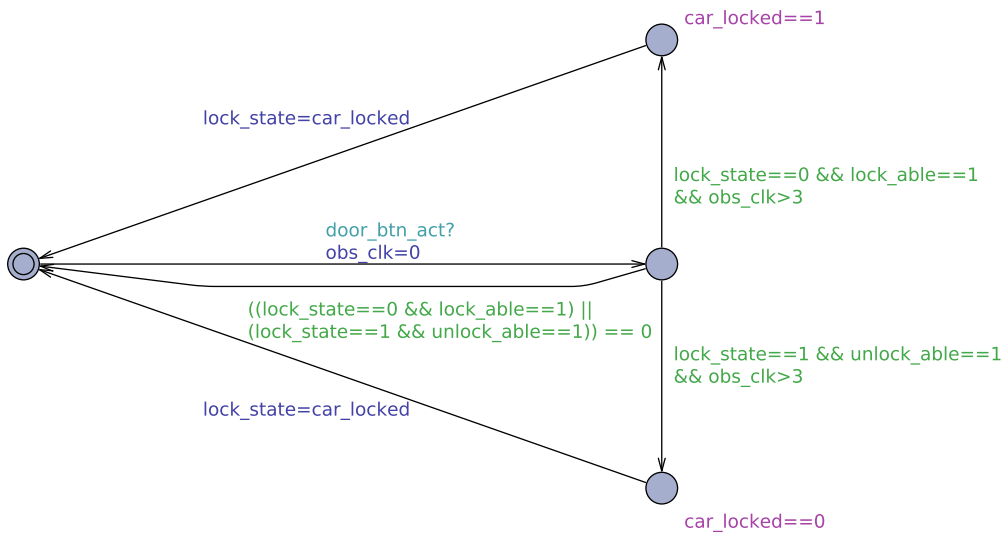 car_locked==1
lock_state=car_locked
lock_state==0 && lock_able==1
&& obs_clk>3
door_btn_act?
obs_clk=0
((lock_state==0 && lock_able==1) ||
(lock_state==1 && unlock_able==1)) == 0
lock_state==1 && unlock_able==1
&& obs_clk>3
lock_state=car_locked
car_locked==0